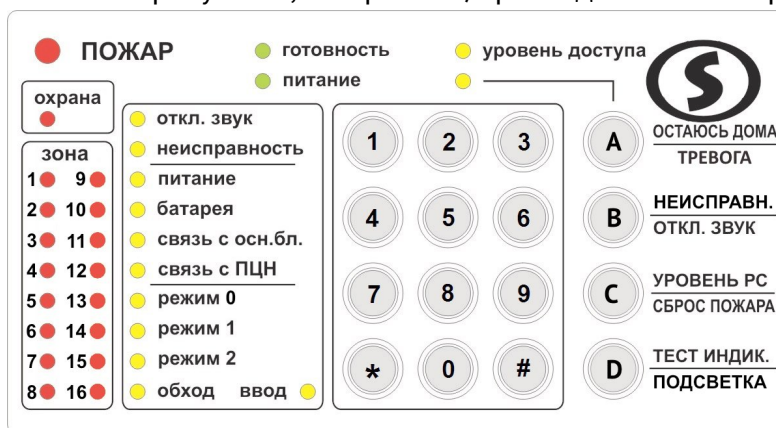 ПОЖАР
готовность
уровень доступа
питание
охрана
зона
1 9
2 10
3 11
4 12
5 13
6 14
7 15
8 16
откл. звук
неисправность
питание
батарея
связь с осн.бл.
связь с ПЦН
режим 0
режим 1
режим 2
обход ввод
1 2 3
4 5 6
7 8 9
* 0 #
A
ОСТАЮСЬ ДОМА
ТРЕВОГА
B
НЕИСПРАВН.
ОТКЛ. ЗВУК
C
УРОВЕНЬ РС
СБРОС ПОЖАРА
D
ТЕСТ ИНДИК.
ПОДСВЕТКА
S